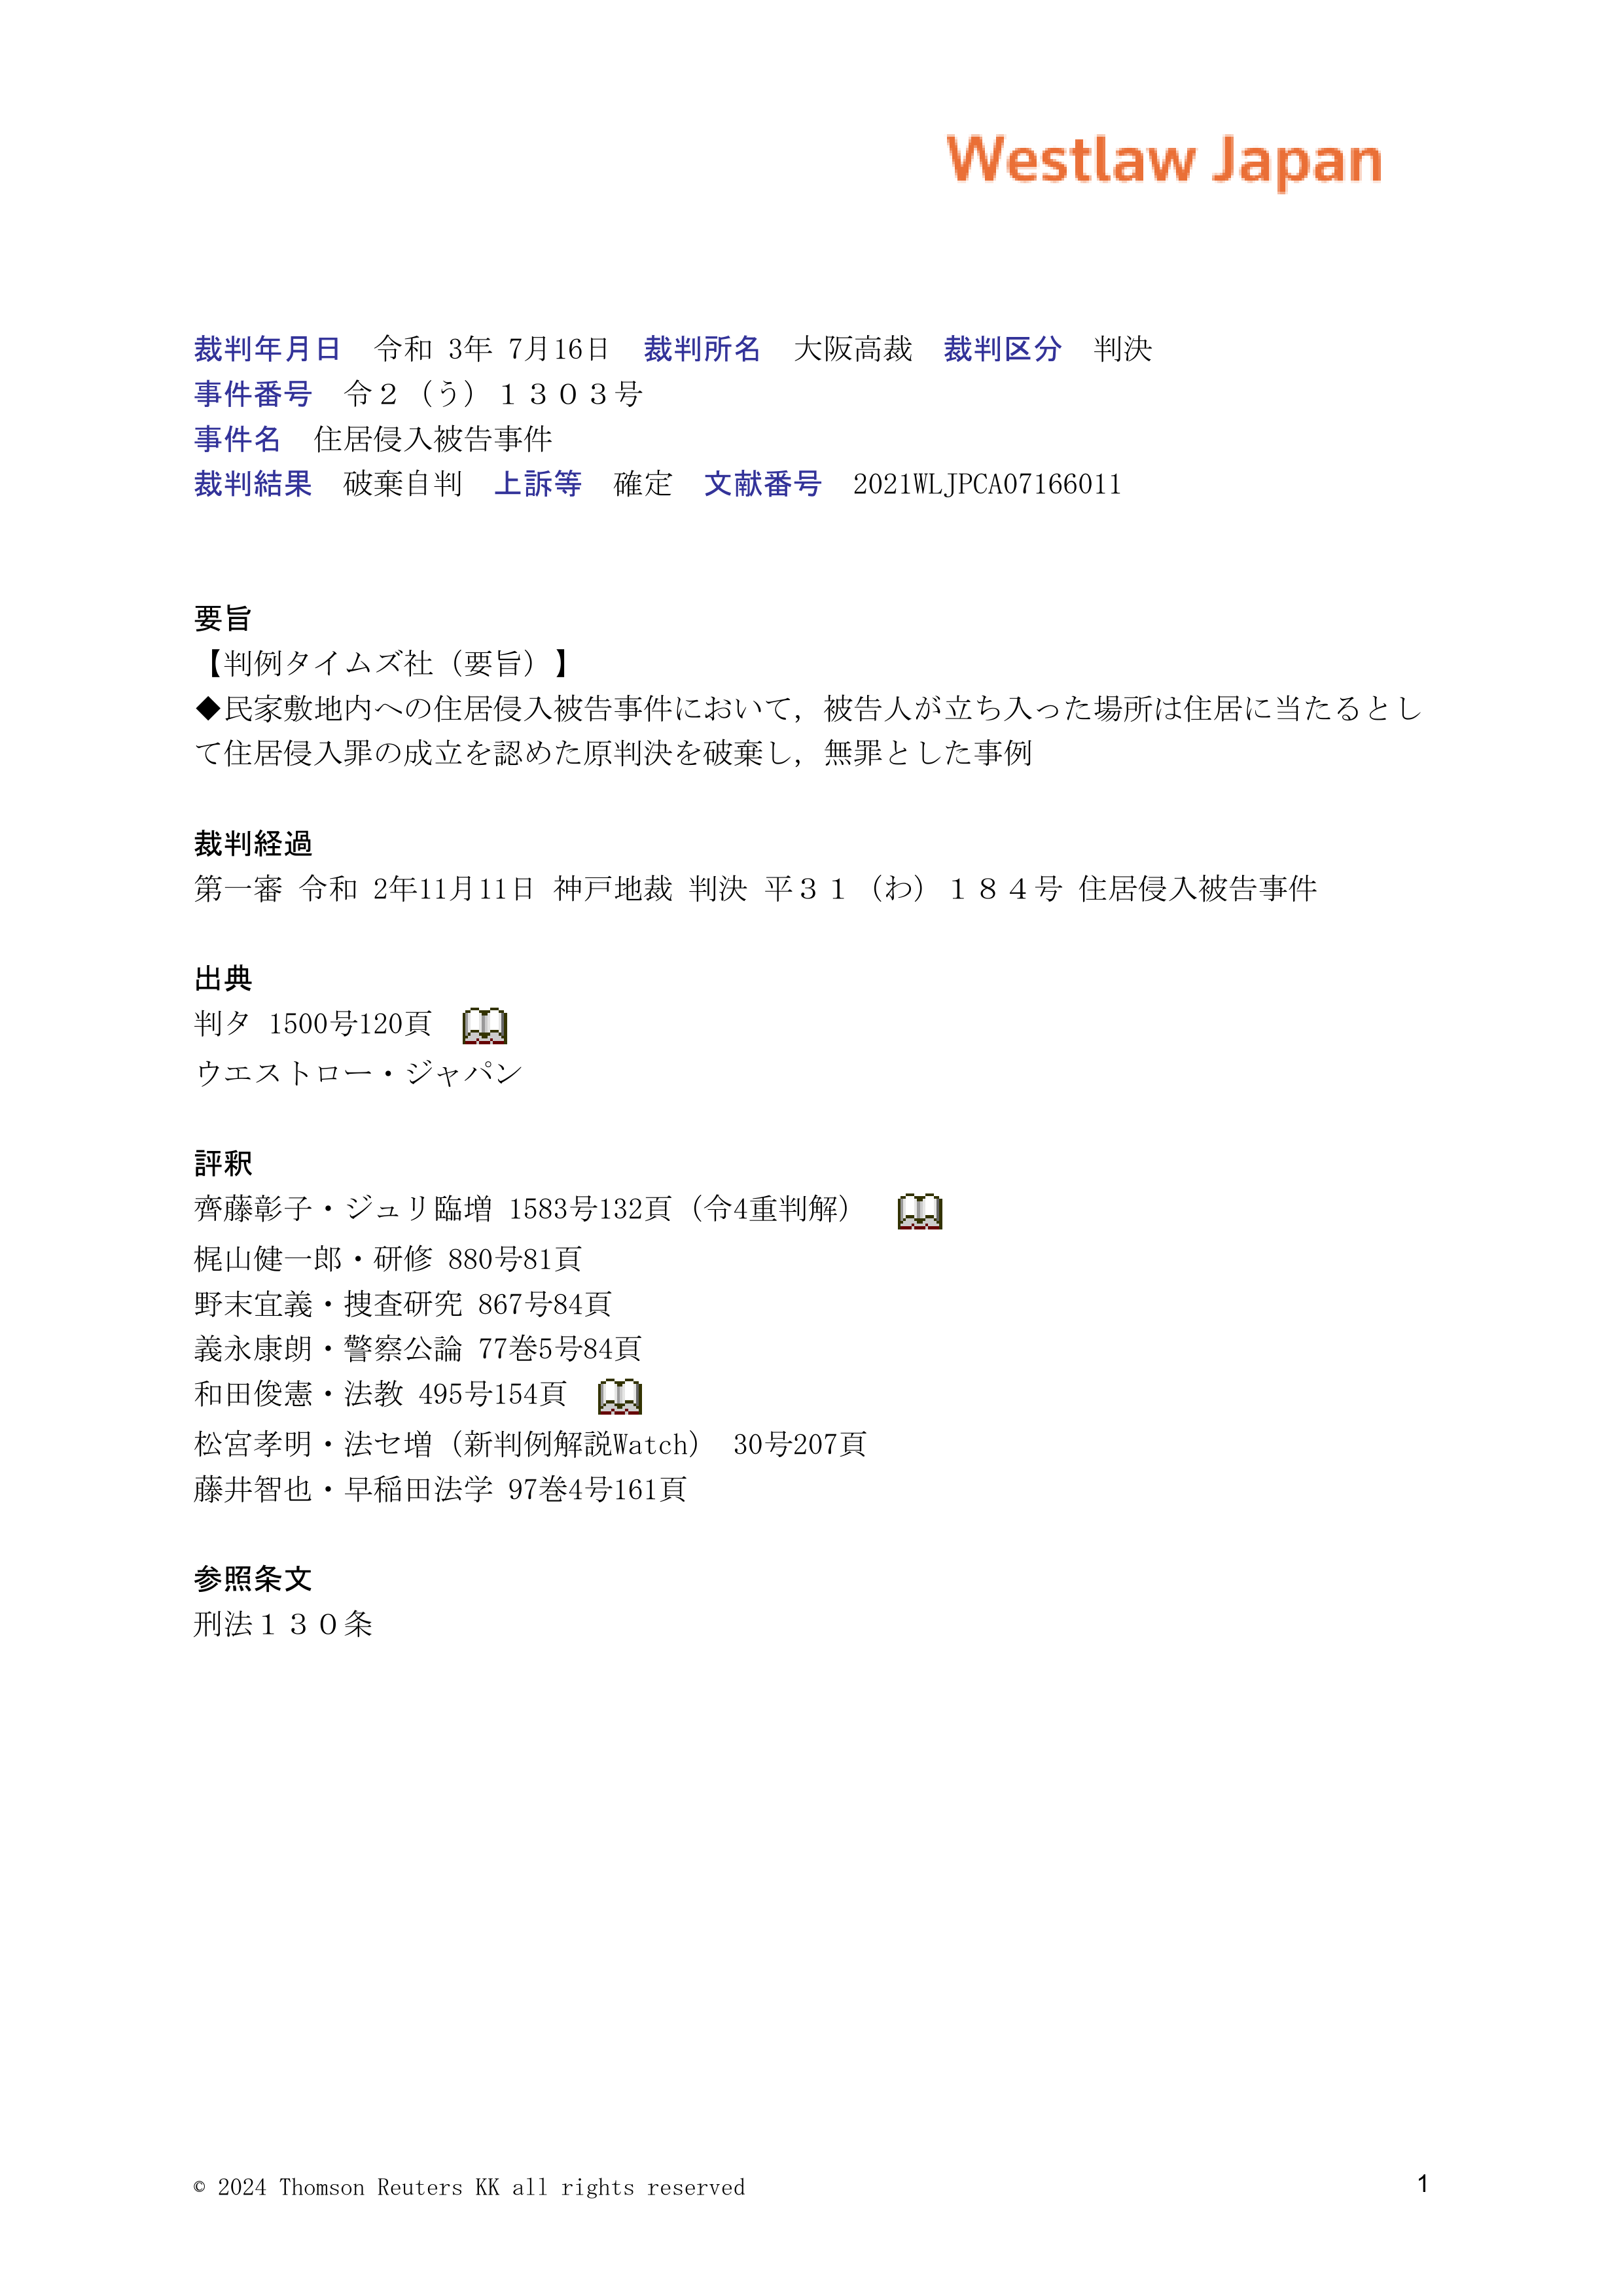 Westlaw Japan
裁判年月日　令和 3年 7月16日　裁判所名　大阪高裁　裁判区分　判決
事件番号　令２（う）１３０３号
事件名　住居侵入被告事件
裁判結果　破棄自判　上訴等　確定　文献番号　2021WLJPCA07166011
要旨
【判例タイムズ社（要旨）】
◆民家敷地内への住居侵入被告事件において，被告人が立ち入った場所は住居に当たるとし
て住居侵入罪の成立を認めた原判決を破棄し，無罪とした事例
裁判経過
第一審 令和 2年11月11日 神戸地裁 判決 平３１（わ）１８４号 住居侵入被告事件
出典
判タ 1500号120頁
ウエストロー・ジャパン
評釈
齊藤彰子・ジュリ臨増 1583号132頁（令4重判解）
梶山健一郎・研修 880号81頁
野末宜義・捜査研究 867号84頁
義永康朗・警察公論 77巻5号84頁
和田俊憲・法教 495号154頁
松宮孝明・法セ増（新判例解説Watch） 30号207頁
藤井智也・早稲田法学 97巻4号161頁
参照条文
刑法１３０条
© 2024 Thomson Reuters KK all rights reserved
1